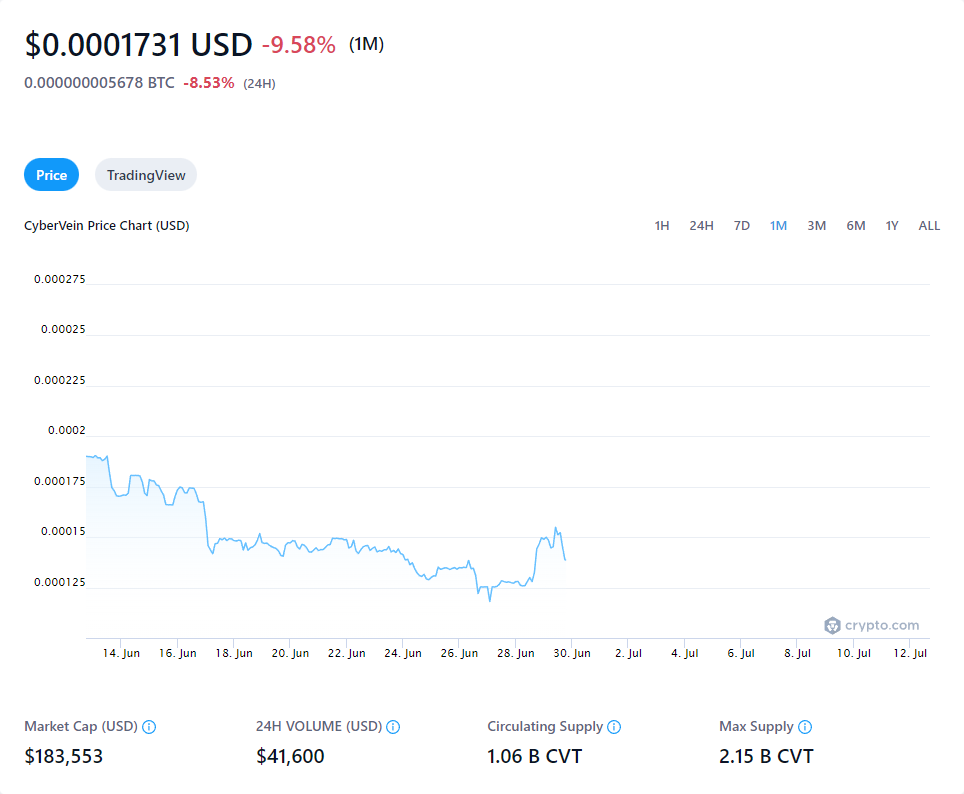 $0.0001731 USD -9.58% (1M)
0.000000005678 BTC -8.53% (24H)
Price TradingView
CyberVein Price Chart (USD) 1H 24H 7D 1M 3M 6M 1Y ALL
0.000275
0.00025
0.000225
0.0002
0.000175
0.00015
0.000125
crypto.com
14. Jun 16. Jun 18. Jun 20. Jun 22. Jun 24. Jun 26. Jun 28. Jun 30. Jun 2. Jul 4. Jul 6. Jul 8. Jul 10. Jul 12. Jul
Market Cap (USD) 24H VOLUME (USD) Circulating Supply Max Supply
$183,553 $41,600 1.06 B CVT 2.15 B CVT